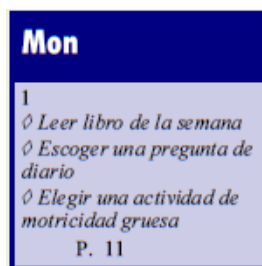 Mon
1
◊ Leer libro de la semana
◊ Escoger una pregunta de
diario
◊ Elegir una actividad de
motricidad gruesa
P. 11